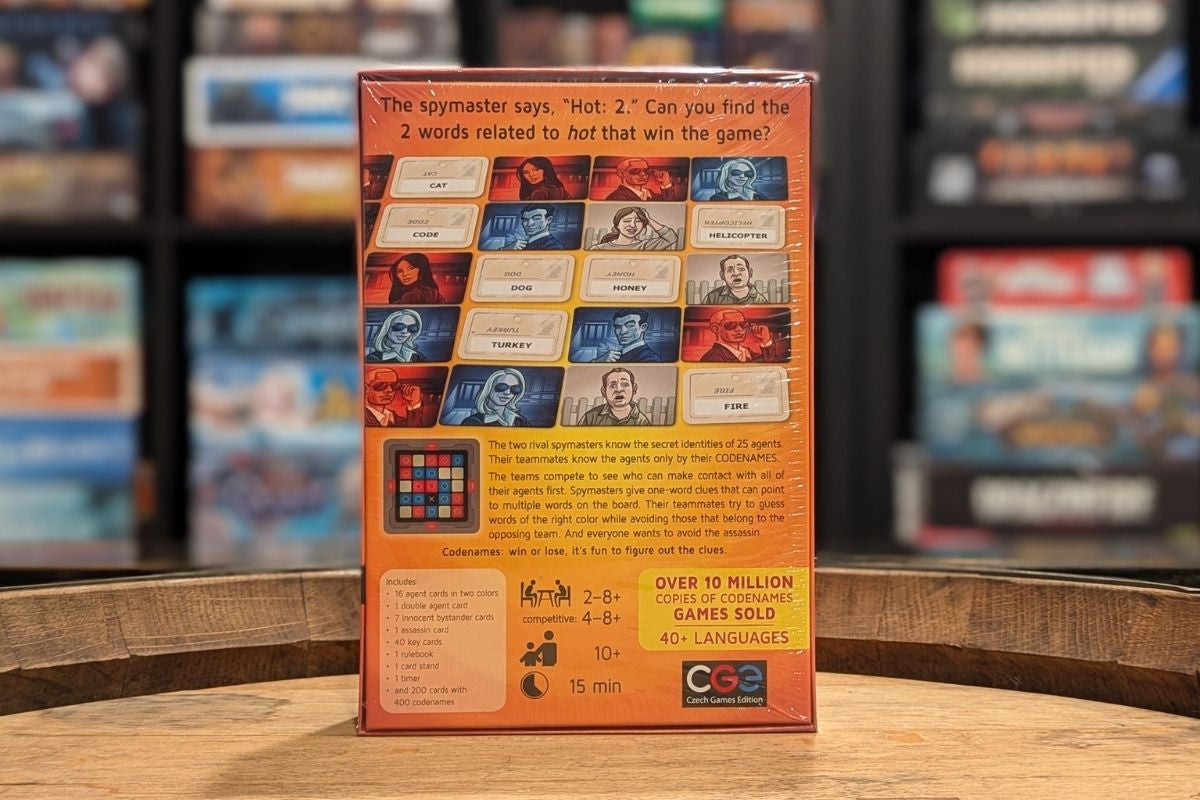 The spymaster says, “Hot: 2.” Can you find the
2 words related to hot that win the game?
CAT
CAT
CODE
CODE
HELICOPTER
HELICOPTER
DOG
DOG
HONEY
HONEY
TURKEY
TURKEY
FIRE
FIRE
The two rival spymasters know the secret identities of 25 agents.
Their teammates know the agents only by their CODENAMES.
The teams compete to see who can make contact with all of
their agents first. Spymasters give one-word clues that can point
to multiple words on the board. Their teammates try to guess
words of the right color while avoiding those that belong to the
opposing team. And everyone wants to avoid the assassin.
Codenames: win or lose, it’s fun to figure out the clues.
Includes:
• 16 agent cards in two colors
• 1 double agent card
• 7 innocent bystander cards
• 1 assassin card
• 40 key cards
• 1 rulebook
• 1 card stand
• 1 timer
• and 200 cards with
400 codenames
2–8+
competitive: 4–8+
10+
15 min
OVER 10 MILLION
COPIES OF CODENAMES
GAMES SOLD
40+ LANGUAGES
CGE
Czech Games Edition